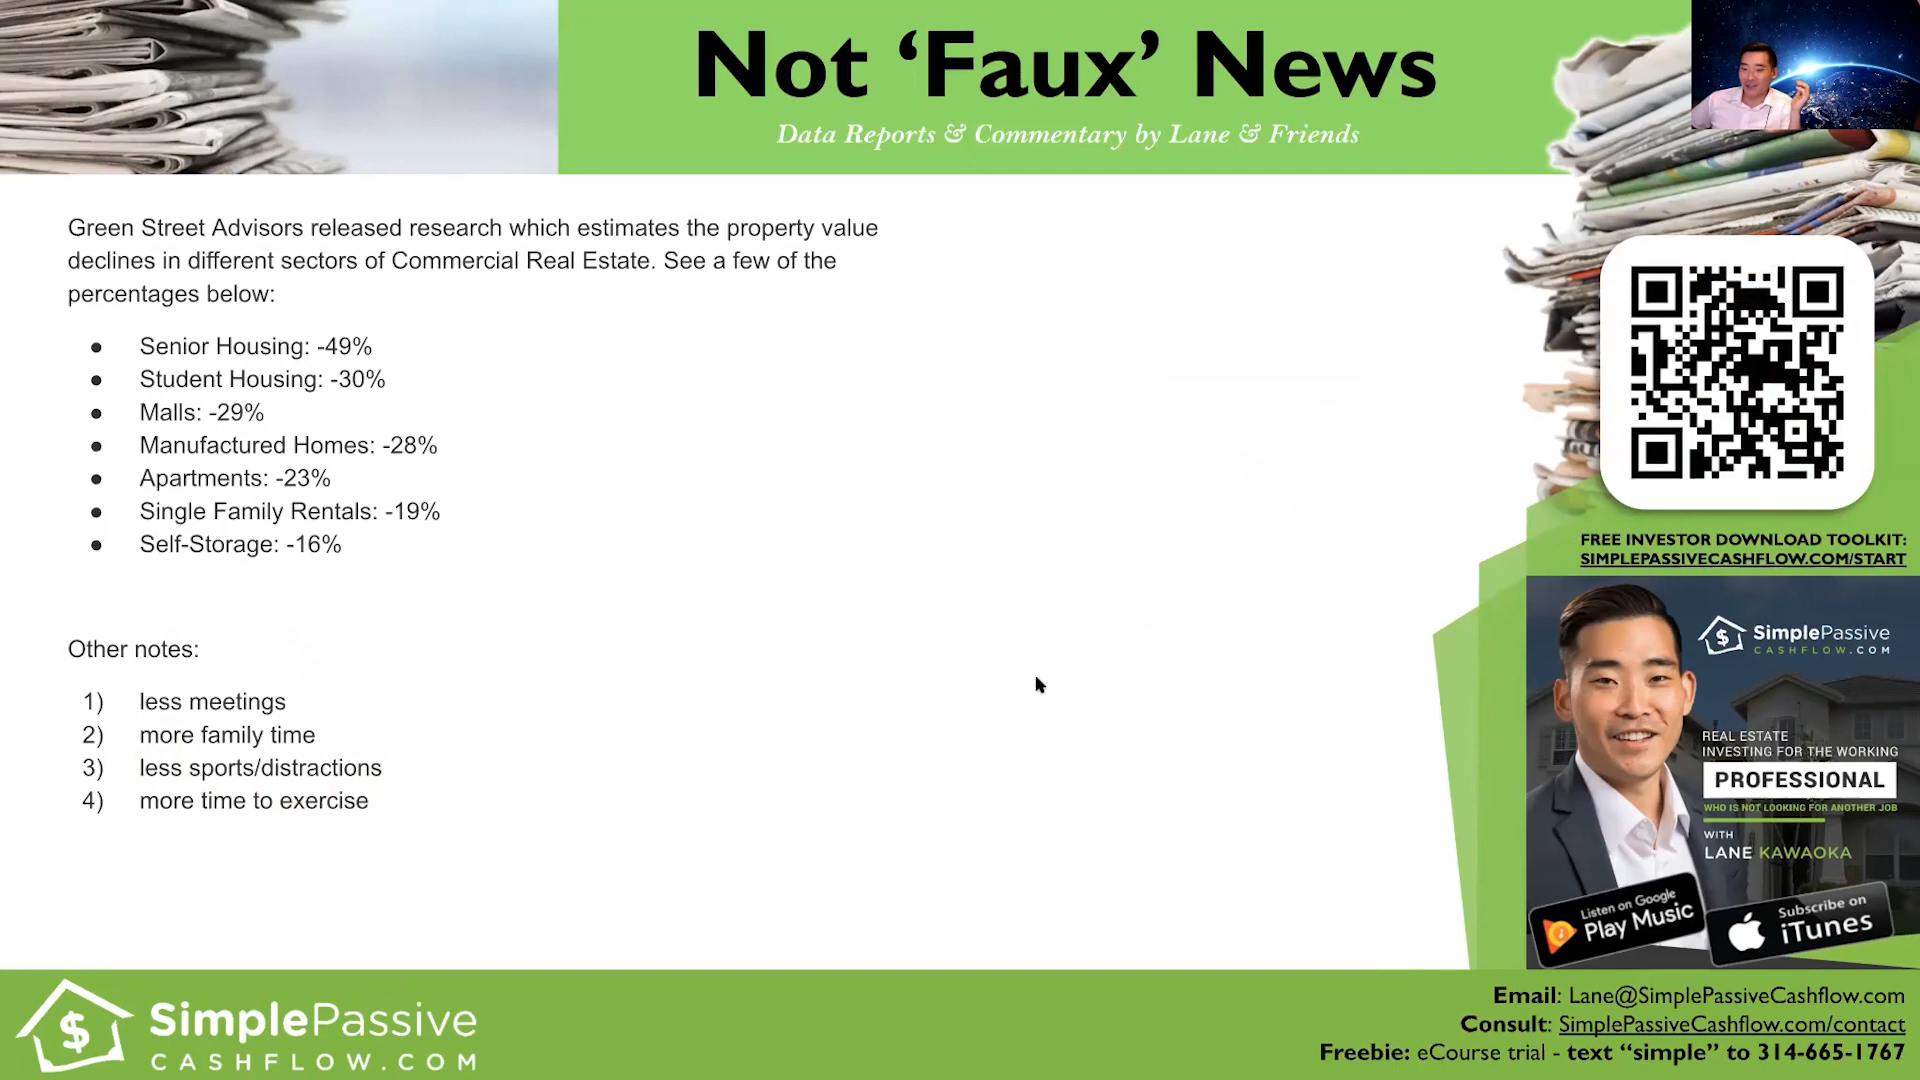 Not ‘Faux’ News
Data Reports & Commentary by Lane & Friends
Green Street Advisors released research which estimates the property value
declines in different sectors of Commercial Real Estate. See a few of the
percentages below:
● Senior Housing: -49%
● Student Housing: -30%
● Malls: -29%
● Manufactured Homes: -28%
● Apartments: -23%
● Single Family Rentals: -19%
● Self-Storage: -16%
Other notes:
1) less meetings
2) more family time
3) less sports/distractions
4) more time to exercise
FREE INVESTOR DOWNLOAD TOOLKIT:
SIMPLEPASSIVECASHFLOW.COM/START
SimplePassive
CASHFLOW.COM
REAL ESTATE
INVESTING FOR THE WORKING
PROFESSIONAL
WHO IS NOT LOOKING FOR ANOTHER JOB
WITH
LANE KAWAOKA
Listen on Google
Play Music
Subscribe on
iTunes
SimplePassive
CASHFLOW.COM
Email: Lane@SimplePassiveCashflow.com
Consult: SimplePassiveCashflow.com/contact
Freebie: eCourse trial - text “simple” to 314-665-1767